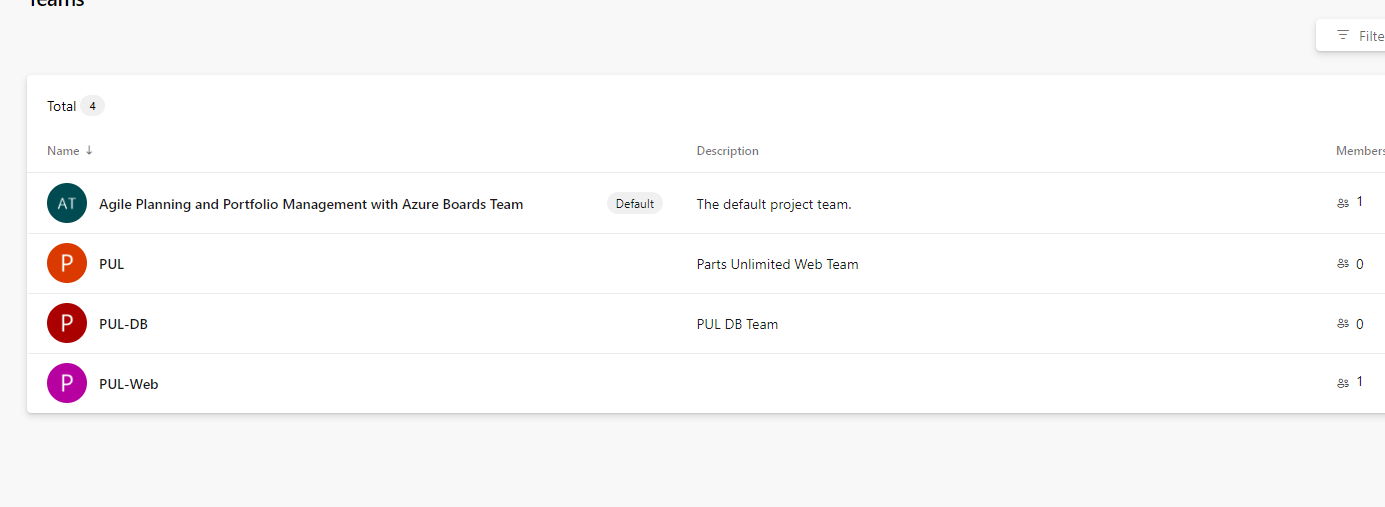 Teams
Filte
Total 4
Name ↓ Description Members
AT Agile Planning and Portfolio Management with Azure Boards Team Default The default project team. 1
P PUL Parts Unlimited Web Team 0
P PUL-DB PUL DB Team 0
P PUL-Web 1